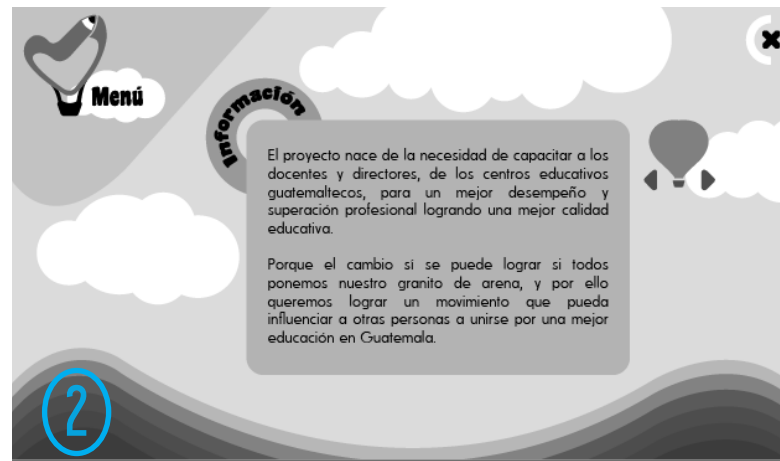 Menú
Información
El proyecto nace de la necesidad de capacitar a los
docentes y directores, de los centros educativos
guatemaltecos, para un mejor desempeño y
superación profesional logrando una mejor calidad
educativa.
Porque el cambio si se puede lograr si todos
ponemos nuestro granito de arena, y por ello
queremos lograr un movimiento que pueda
influenciar a otras personas a unirse por una mejor
educación en Guatemala.
2